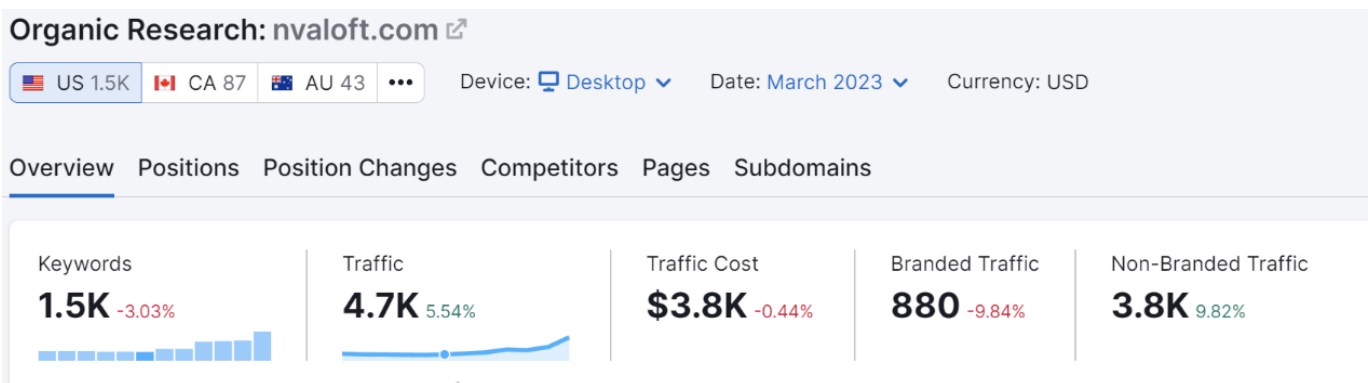 Organic Research: nvaloft.com
US 1.5K CA 87 AU 43 ••• Device: Desktop Date: March 2023 Currency: USD
Overview Positions Position Changes Competitors Pages Subdomains
Keywords Traffic Traffic Cost Branded Traffic Non-Branded Traffic
1.5K -3.03% 4.7K 5.54% $3.8K -0.44% 880 -9.84% 3.8K 9.82%